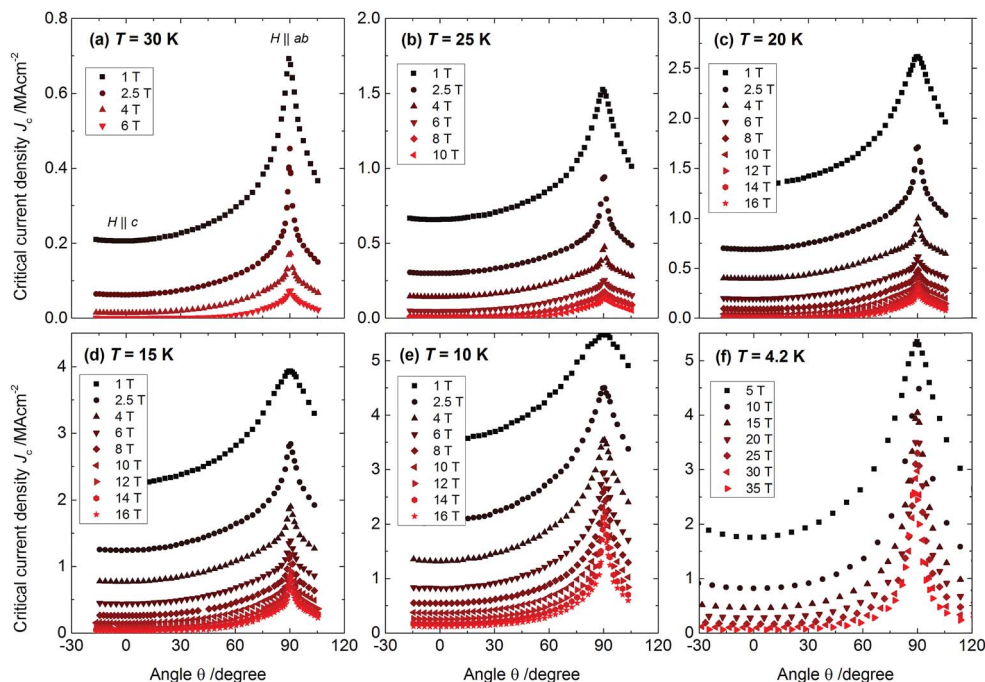 Critical current density Jc /MAcm-2
(a) T = 30 K
H || ab
H || c
1 T
2.5 T
4 T
6 T
0.8
0.6
0.4
0.2
0.0
(b) T = 25 K
1 T
2.5 T
4 T
6 T
8 T
10 T
2.0
1.5
1.0
0.5
0.0
(c) T = 20 K
1 T
2.5 T
4 T
6 T
8 T
10 T
12 T
14 T
16 T
3.0
2.5
2.0
1.5
1.0
0.5
0.0
Critical current density Jc /MAcm-2
(d) T = 15 K
1 T
2.5 T
4 T
6 T
8 T
10 T
12 T
14 T
16 T
4
3
2
1
0
-30 0 30 60 90 120
Angle θ /degree
(e) T = 10 K
1 T
2.5 T
4 T
6 T
8 T
10 T
12 T
14 T
16 T
5
4
3
2
1
0
0 30 60 90
Angle θ /degree
(f) T = 4.2 K
5 T
10 T
15 T
20 T
25 T
30 T
35 T
5
4
3
2
1
0
-30 0 30 60 90 120
Angle θ /degree